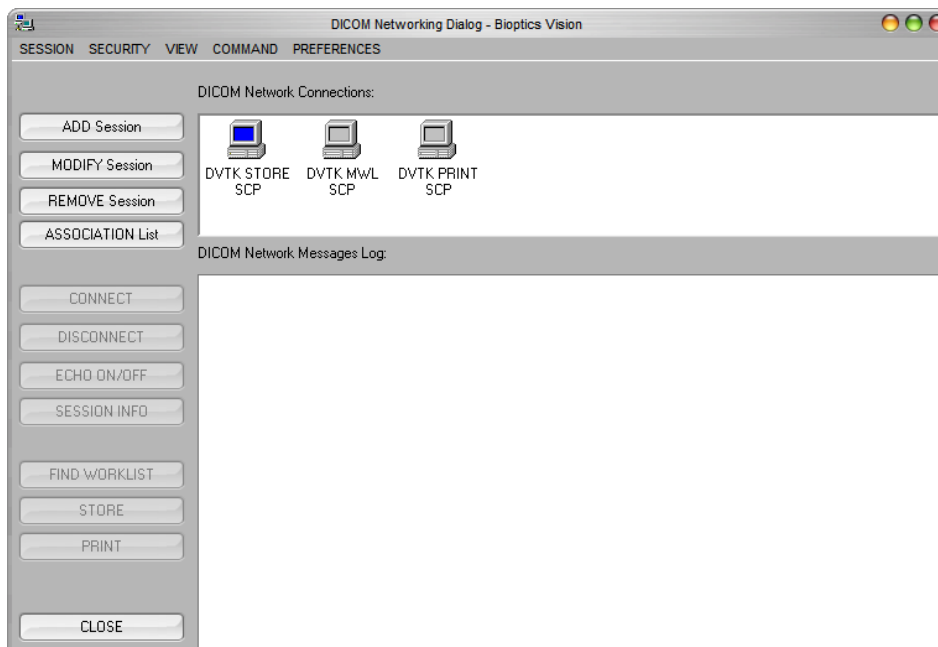 DICOM Networking Dialog - Bioptics Vision
SESSION SECURITY VIEW COMMAND PREFERENCES
DICOM Network Connections:
ADD Session
MODIFY Session
REMOVE Session
ASSOCIATION List
DVTK STORE
SCP
DVTK MWL
SCP
DVTK PRINT
SCP
DICOM Network Messages Log:
CONNECT
DISCONNECT
ECHO ON/OFF
SESSION INFO
FIND WORKLIST
STORE
PRINT
CLOSE